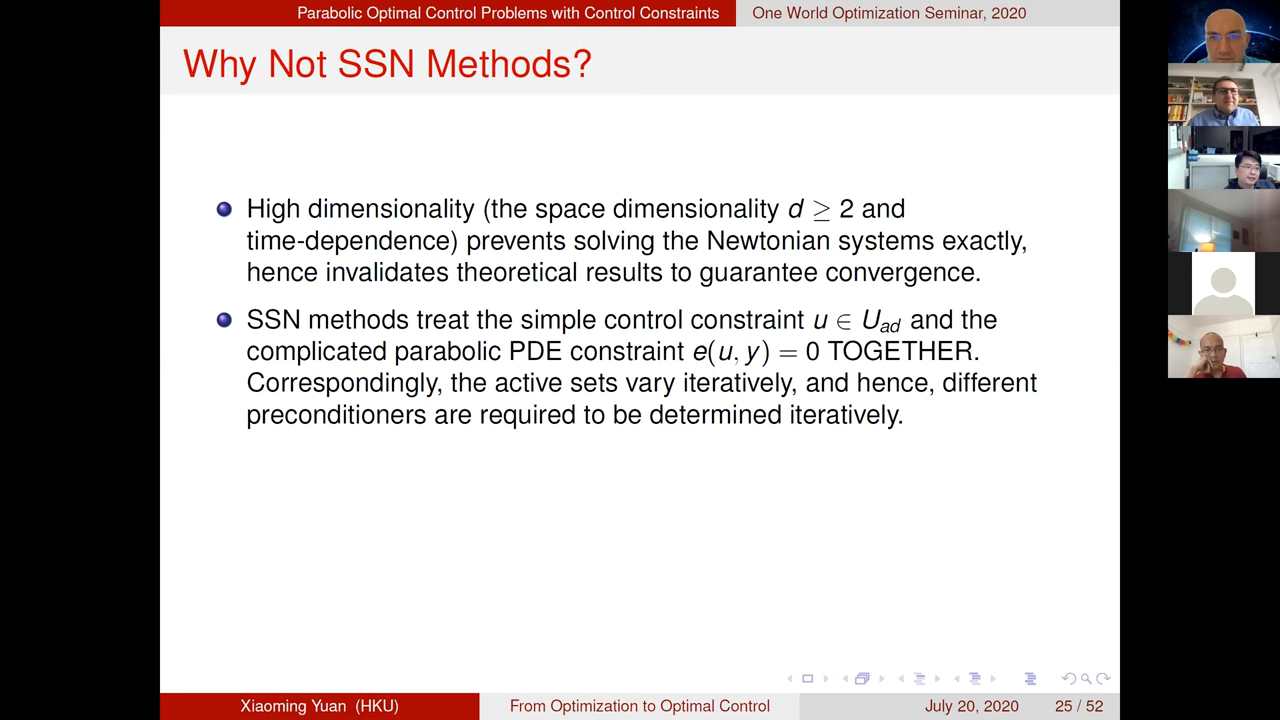 Parabolic Optimal Control Problems with Control Constraints
One World Optimization Seminar, 2020
Why Not SSN Methods?
High dimensionality (the space dimensionality d ≥ 2 and
time-dependence) prevents solving the Newtonian systems exactly,
hence invalidates theoretical results to guarantee convergence.
SSN methods treat the simple control constraint u ∈ U_ad and the
complicated parabolic PDE constraint e(u, y) = 0 TOGETHER.
Correspondingly, the active sets vary iteratively, and hence, different
preconditioners are required to be determined iteratively.
Xiaoming Yuan (HKU)
From Optimization to Optimal Control
July 20, 2020
25 / 52